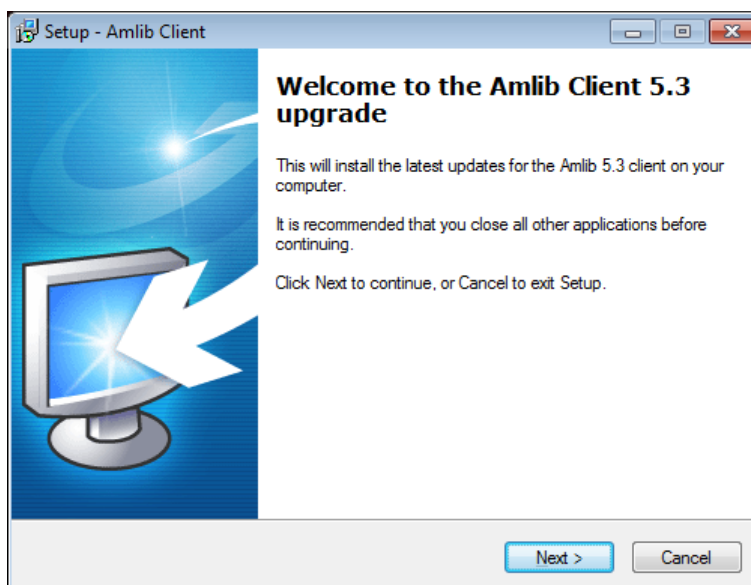 Setup - Amlib Client
Welcome to the Amlib Client 5.3
upgrade
This will install the latest updates for the Amlib 5.3 client on your
computer.
It is recommended that you close all other applications before
continuing.
Click Next to continue, or Cancel to exit Setup.
Next >
Cancel